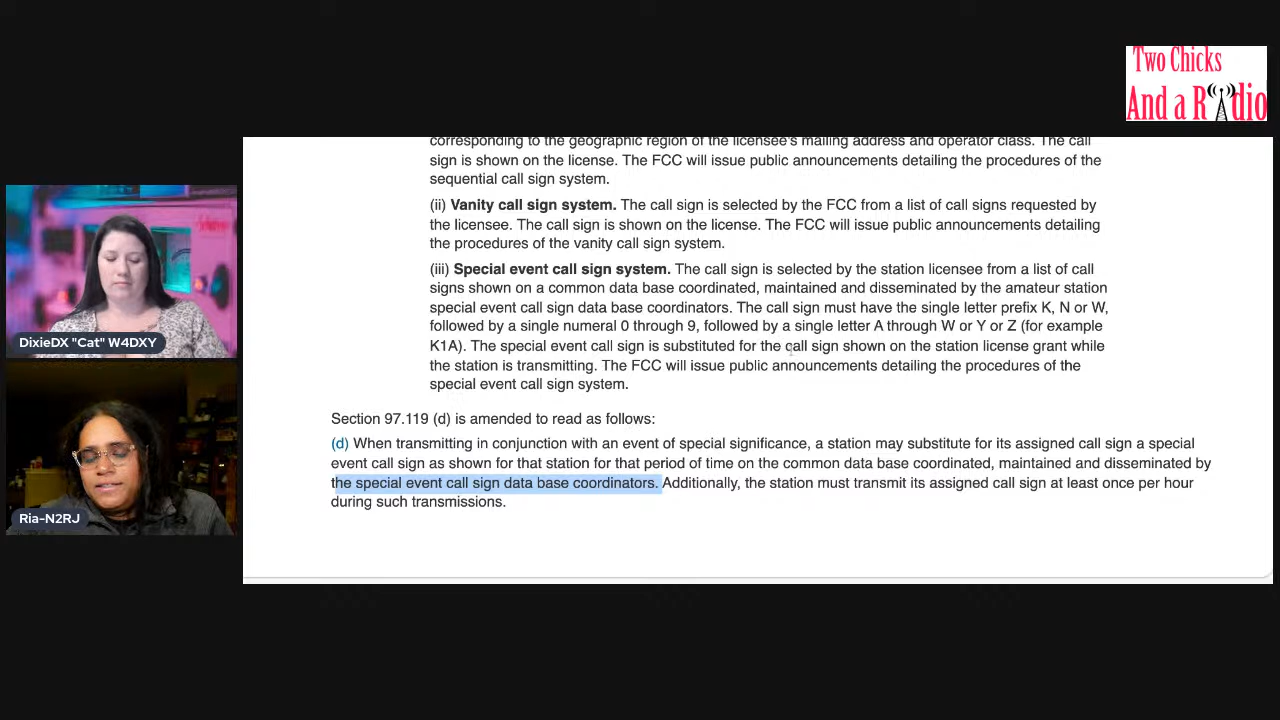 Two Chicks
And a Radio
corresponding to the geographic region of the licensee's mailing address and operator class. The call
sign is shown on the license. The FCC will issue public announcements detailing the procedures of the
sequential call sign system.
(ii) Vanity call sign system. The call sign is selected by the FCC from a list of call signs requested by
the licensee. The call sign is shown on the license. The FCC will issue public announcements detailing
the procedures of the vanity call sign system.
(iii) Special event call sign system. The call sign is selected by the station licensee from a list of call
signs shown on a common data base coordinated, maintained and disseminated by the amateur station
special event call sign data base coordinators. The call sign must have the single letter prefix K, N or W,
followed by a single numeral 0 through 9, followed by a single letter A through W or Y or Z (for example
K1A). The special event call sign is substituted for the call sign shown on the station license grant while
the station is transmitting. The FCC will issue public announcements detailing the procedures of the
special event call sign system.
Section 97.119 (d) is amended to read as follows:
(d) When transmitting in conjunction with an event of special significance, a station may substitute for its assigned call sign a special
event call sign as shown for that station for that period of time on the common data base coordinated, maintained and disseminated by
the special event call sign data base coordinators. Additionally, the station must transmit its assigned call sign at least once per hour
during such transmissions.
DixieDX "Cat" W4DXY
Ria-N2RJ